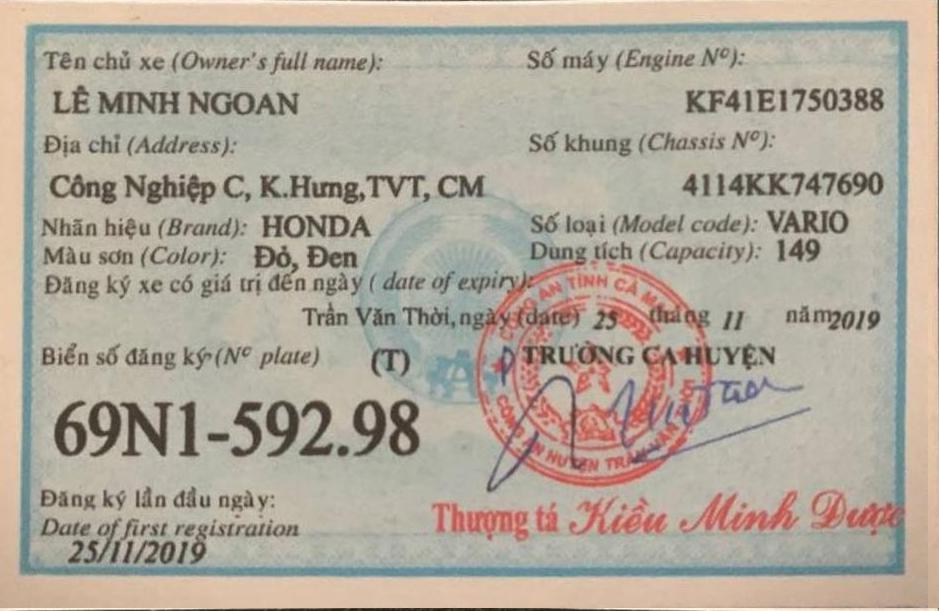 Tên chủ xe (Owner's full name):
LÊ MINH NGOAN
Số máy (Engine Nº):
KF41E1750388
Địa chỉ (Address):
Công Nghiệp C, K.Hưng,TVT, CM
Số khung (Chassis Nº):
4114KK747690
Nhãn hiệu (Brand): HONDA
Số loại (Model code): VARIO
Màu sơn (Color): Đỏ, Đen
Dung tích (Capacity): 149
Đăng ký xe có giá trị đến ngày ( date of expiry):
Trần Văn Thời, ngày (date) 25 tháng 11 năm 2019
Biển số đăng ký (Nº plate) (T)
P TRƯỞNG CA HUYỆN
69N1-592.98
CÔNG AN TỈNH CÀ MAU
CÔNG AN HUYỆN TRẦN VĂN
Đăng ký lần đầu ngày:
Date of first registration
25/11/2019
Thượng tá Kiều Minh Được